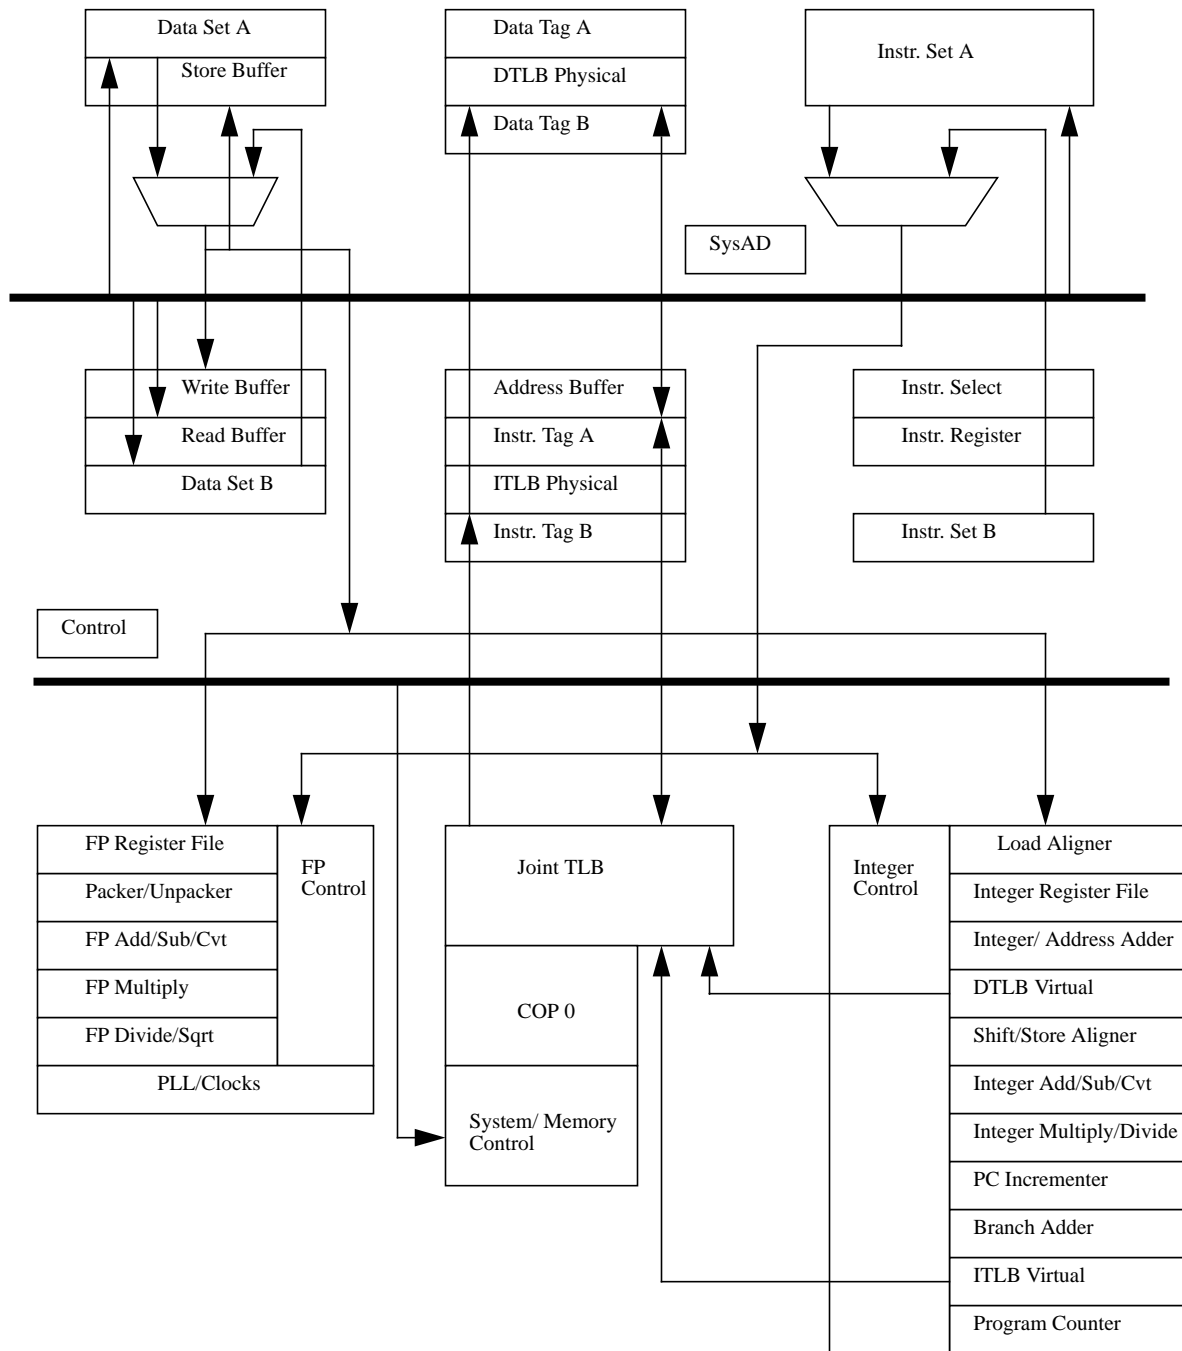 Data Set A
Store Buffer
Data Tag A
DTLB Physical
Data Tag B
Instr. Set A
SysAD
Write Buffer
Read Buffer
Data Set B
Address Buffer
Instr. Tag A
ITLB Physical
Instr. Tag B
Instr. Select
Instr. Register
Instr. Set B
Control
FP Register File
Packer/Unpacker
FP Add/Sub/Cvt
FP Multiply
FP Divide/Sqrt
PLL/Clocks
FP
Control
Joint TLB
COP 0
System/ Memory
Control
Integer
Control
Load Aligner
Integer Register File
Integer/ Address Adder
DTLB Virtual
Shift/Store Aligner
Integer Add/Sub/Cvt
Integer Multiply/Divide
PC Incrementer
Branch Adder
ITLB Virtual
Program Counter